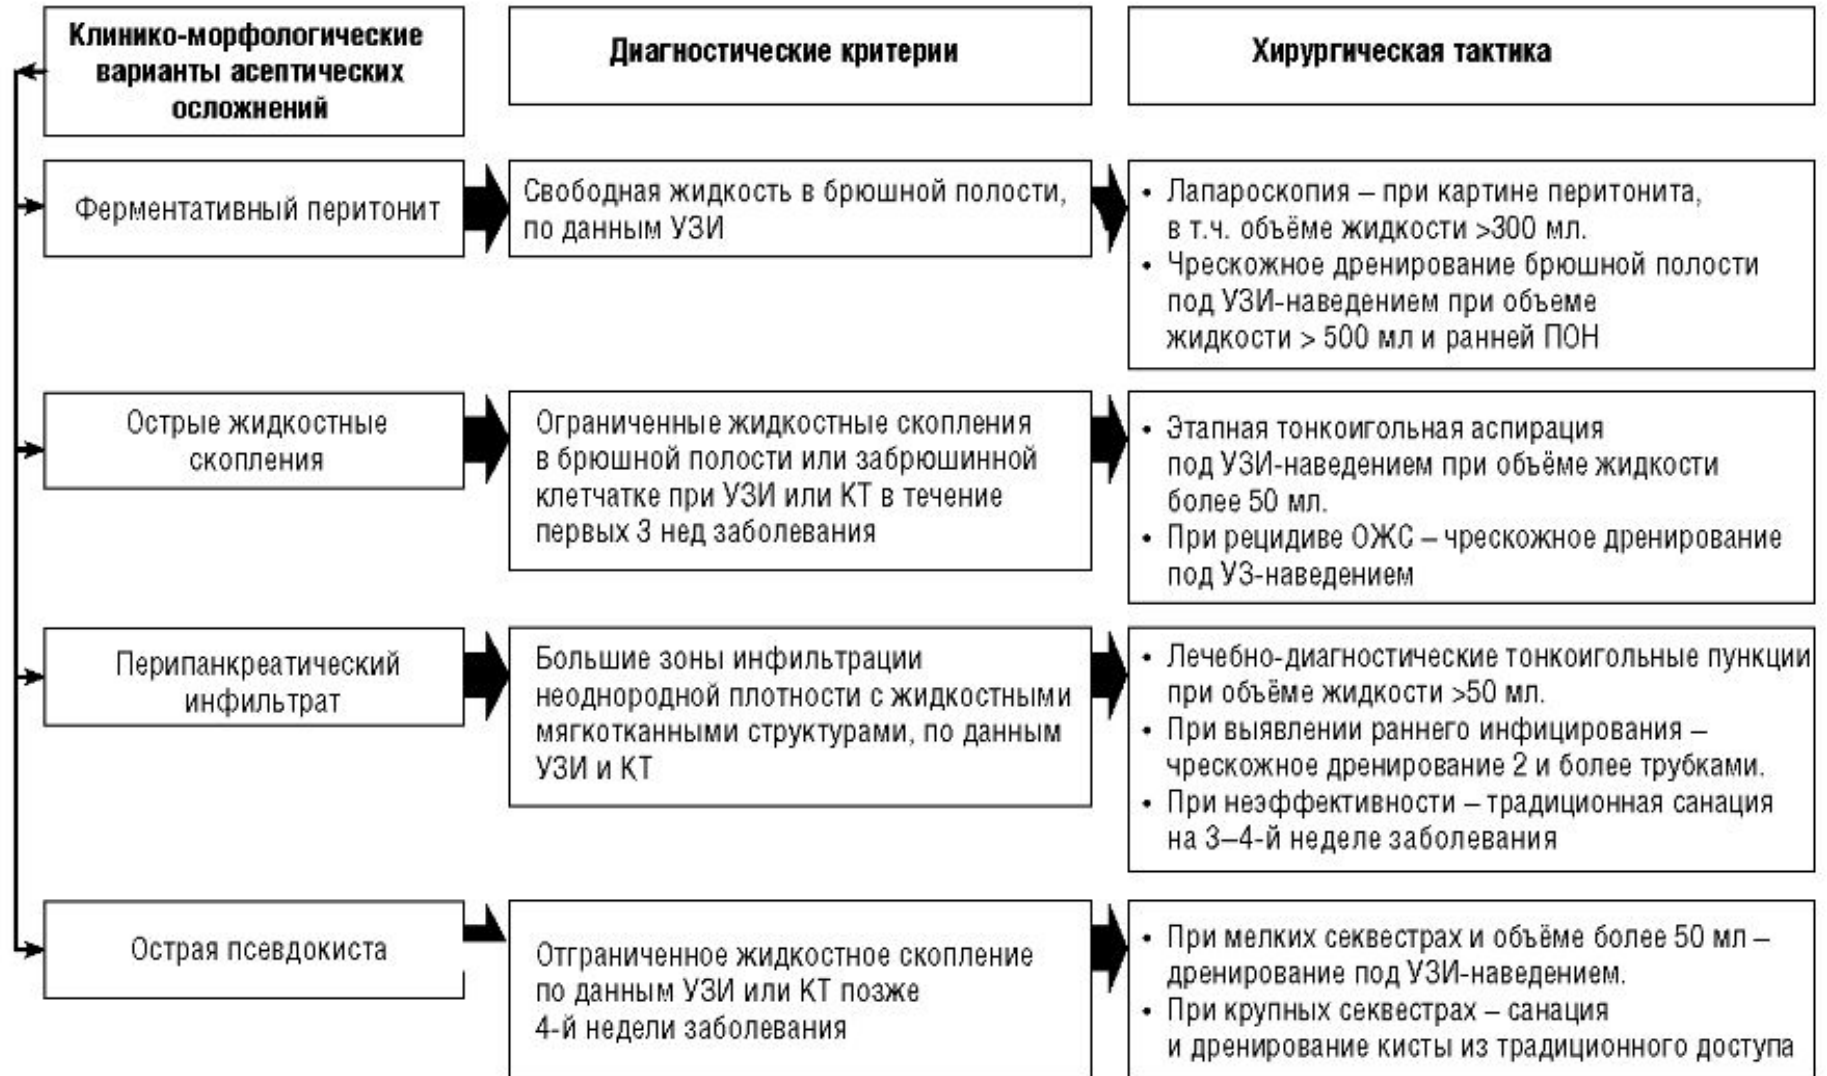 Клинико-морфологические
варианты асептических
осложнений
Диагностические критерии
Хирургическая тактика
Ферментативный перитонит
Свободная жидкость в брюшной полости,
по данным УЗИ
• Лапароскопия – при картине перитонита,
в т.ч. объёме жидкости >300 мл.
• Чрескожное дренирование брюшной полости
под УЗИ-наведением при объеме
жидкости > 500 мл и ранней ПОН
Острые жидкостные
скопления
Ограниченные жидкостные скопления
в брюшной полости или забрюшинной
клетчатке при УЗИ или КТ в течение
первых 3 нед заболевания
• Этапная тонкоигольная аспирация
под УЗИ-наведением при объёме жидкости
более 50 мл.
• При рецидиве ОЖС – чрескожное дренирование
под УЗ-наведением
Перипанкреатический
инфильтрат
Большие зоны инфильтрации
неоднородной плотности с жидкостными
мягкотканными структурами, по данным
УЗИ и КТ
• Лечебно-диагностические тонкоигольные пункции
при объёме жидкости >50 мл.
• При выявлении раннего инфицирования –
чрескожное дренирование 2 и более трубками.
• При неэффективности – традиционная санация
на 3–4-й неделе заболевания
Острая псевдокиста
Отграниченное жидкостное скопление
по данным УЗИ или КТ позже
4-й недели заболевания
• При мелких секвестрах и объёме более 50 мл –
дренирование под УЗИ-наведением.
• При крупных секвестрах – санация
и дренирование кисты из традиционного доступа